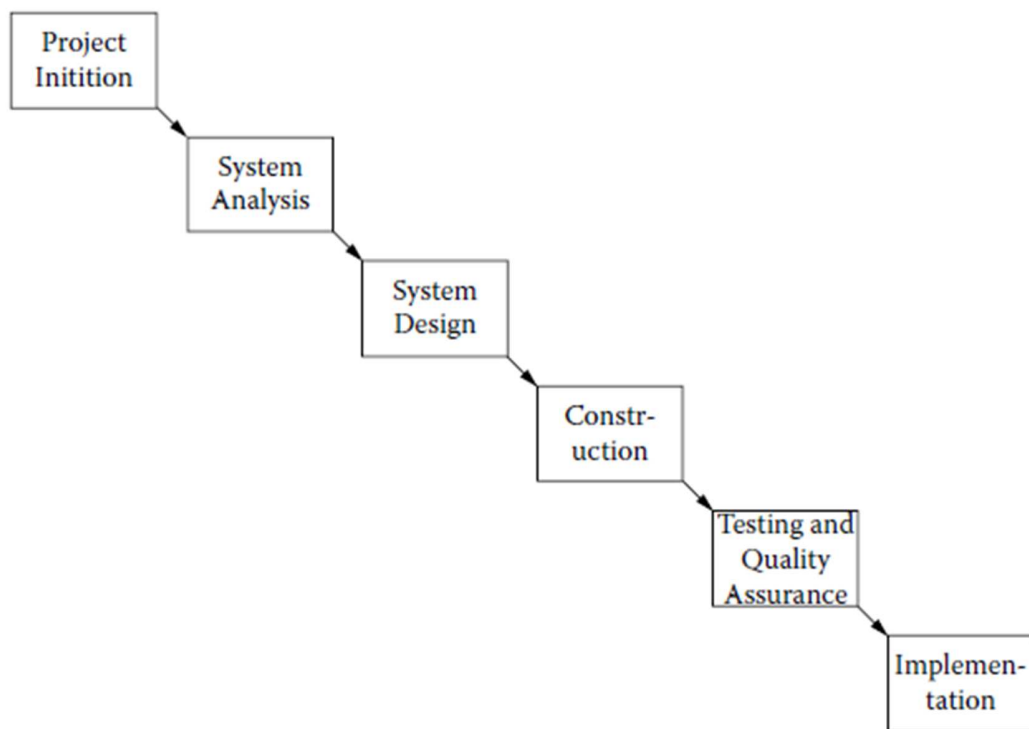 Project
Initition
System
Analysis
System
Design
Constr-
uction
Testing and
Quality
Assurance
Implemen-
tation